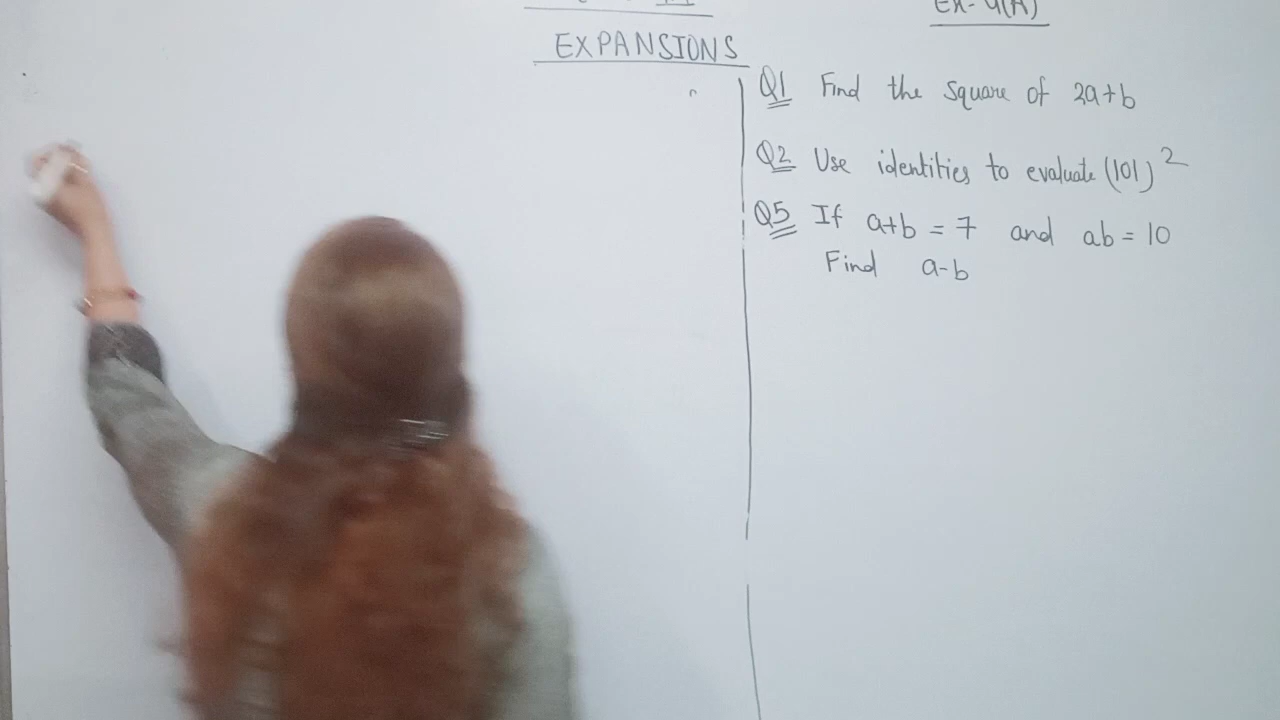 EXPANSIONS
Ex-4(A)
Q1 Find the square of 2a+b
Q2 Use identities to evaluate (101)²
Q5 If a+b = 7 and ab = 10
Find a-b